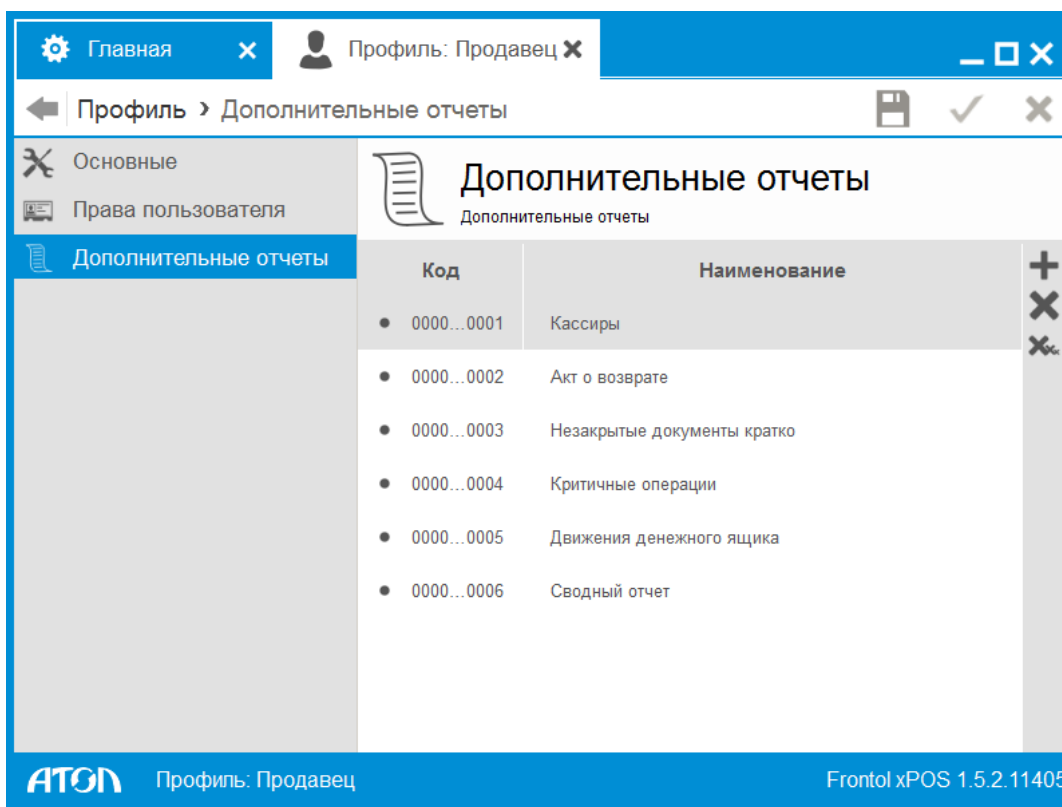 Главная
Профиль: Продавец
Профиль > Дополнительные отчеты
Основные
Права пользователя
Дополнительные отчеты
Дополнительные отчеты
Дополнительные отчеты
Код Наименование
0000...0001 Кассиры
0000...0002 Акт о возврате
0000...0003 Незакрытые документы кратко
0000...0004 Критичные операции
0000...0005 Движения денежного ящика
0000...0006 Сводный отчет
АТОЛ Профиль: Продавец Frontol xPOS 1.5.2.11405